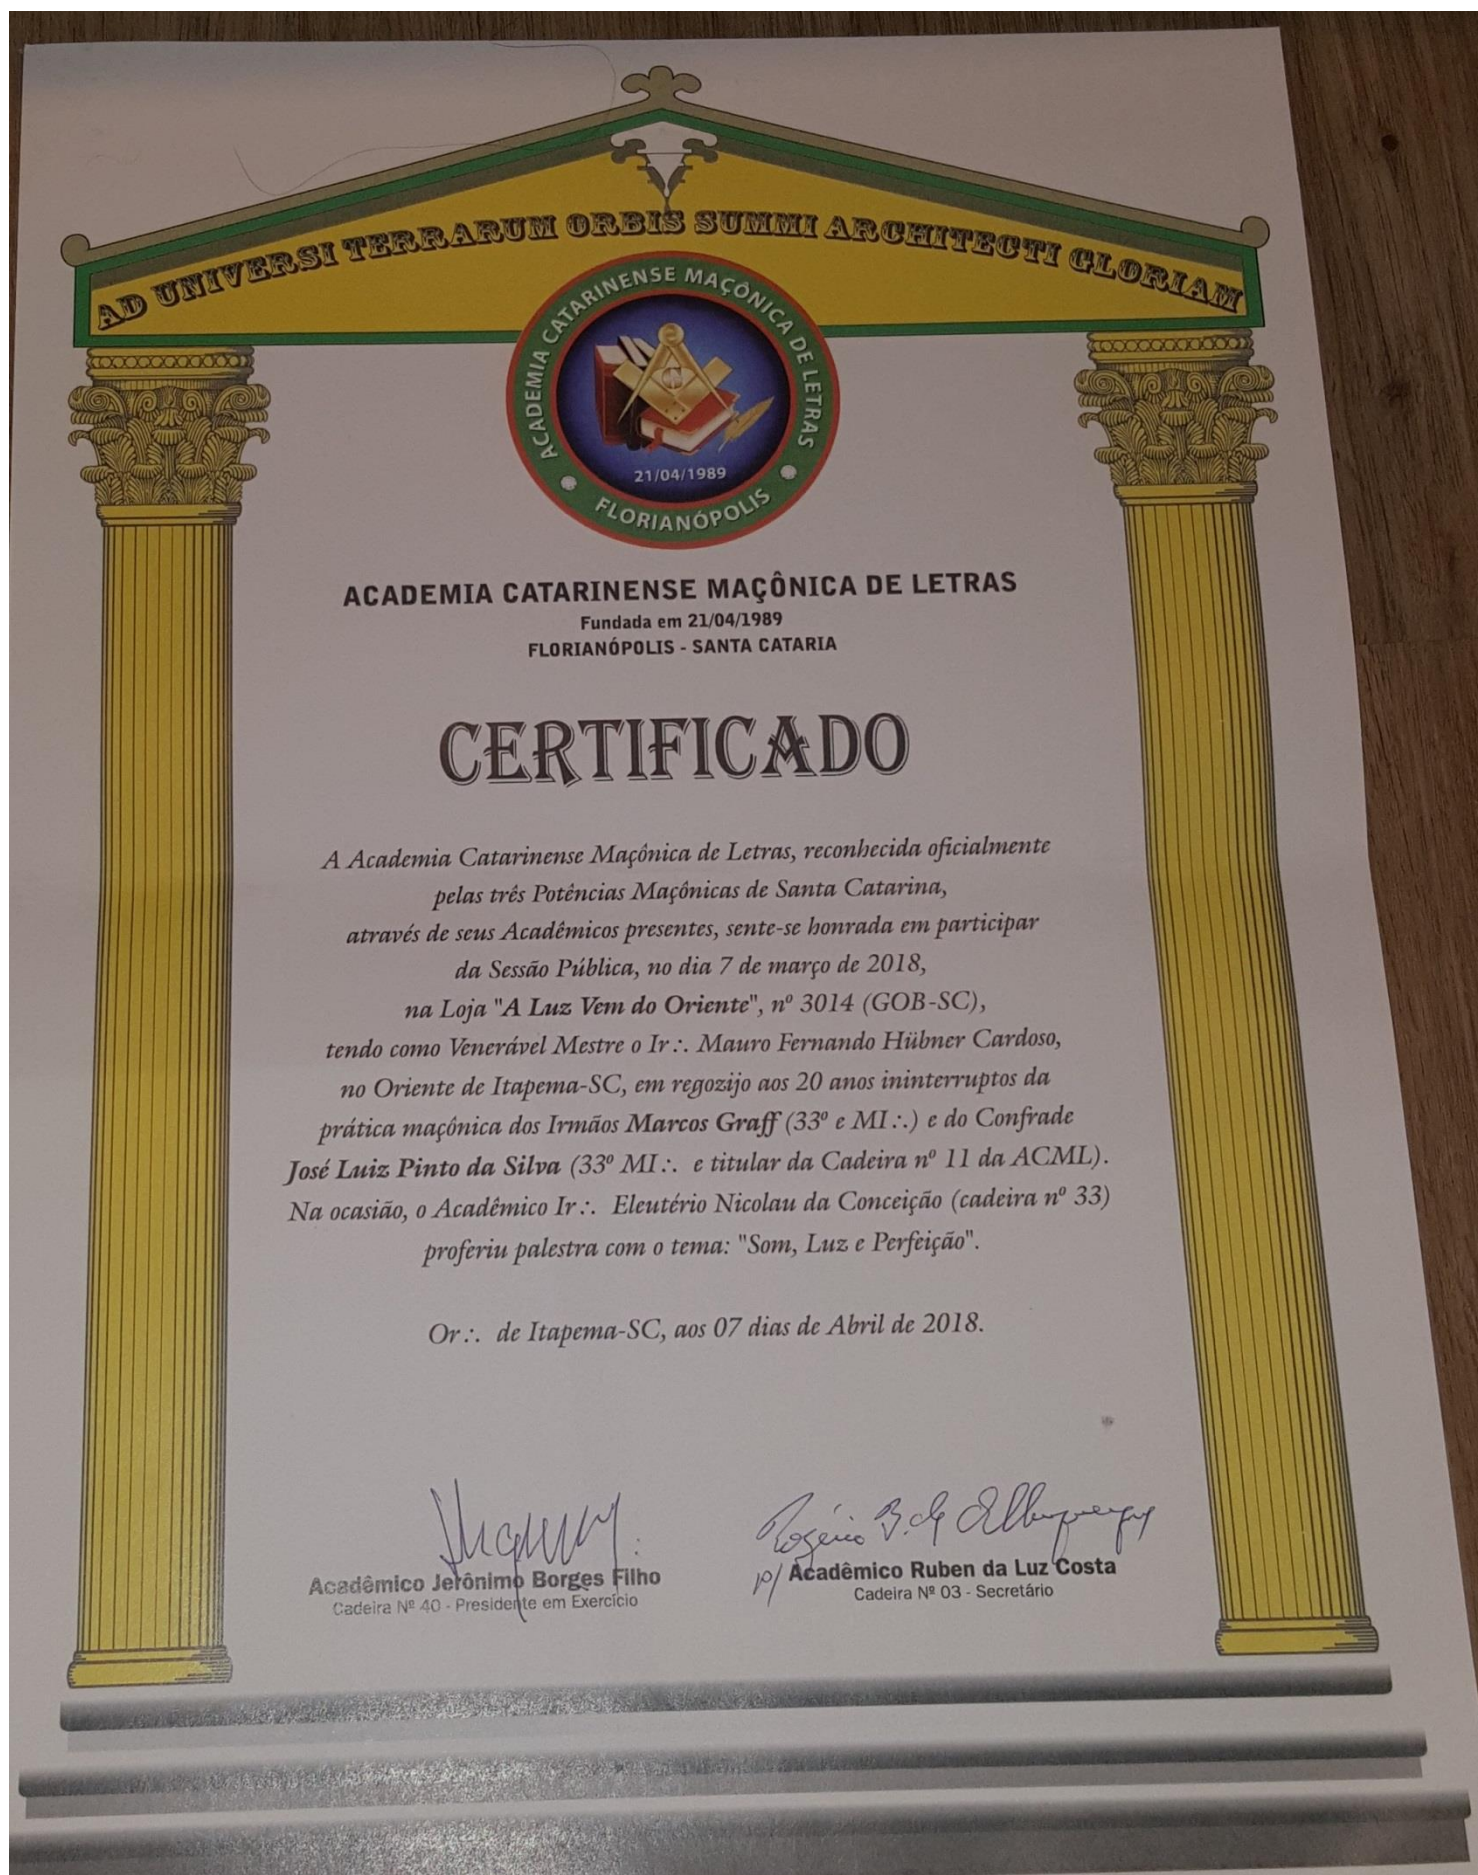 AD UNIVERSI TERRARUM ORBIS SUMMI ARCHITECTI GLORIAM
ACADEMIA CATARINENSE MAÇÔNICA DE LETRAS
21/04/1989
FLORIANÓPOLIS
ACADEMIA CATARINENSE MAÇÔNICA DE LETRAS
Fundada em 21/04/1989
FLORIANÓPOLIS - SANTA CATARIA
CERTIFICADO
A Academia Catarinense Maçônica de Letras, reconhecida oficialmente
pelas três Potências Maçônicas de Santa Catarina,
através de seus Acadêmicos presentes, sente-se honrada em participar
da Sessão Pública, no dia 7 de março de 2018,
na Loja "A Luz Vem do Oriente", nº 3014 (GOB-SC),
tendo como Venerável Mestre o Ir∴ Mauro Fernando Hübner Cardoso,
no Oriente de Itapema-SC, em regozijo aos 20 anos ininterruptos da
prática maçônica dos Irmãos Marcos Graff (33º e MI∴) e do Confrade
José Luiz Pinto da Silva (33º MI∴ e titular da Cadeira nº 11 da ACML).
Na ocasião, o Acadêmico Ir∴ Eleutério Nicolau da Conceição (cadeira nº 33)
proferiu palestra com o tema: "Som, Luz e Perfeição".
Or∴ de Itapema-SC, aos 07 dias de Abril de 2018.
Rogério B. de Albuquerque
Acadêmico Jerônimo Borges Filho
Cadeira Nº 40 - Presidente em Exercício
p/ Acadêmico Ruben da Luz Costa
Cadeira Nº 03 - Secretário